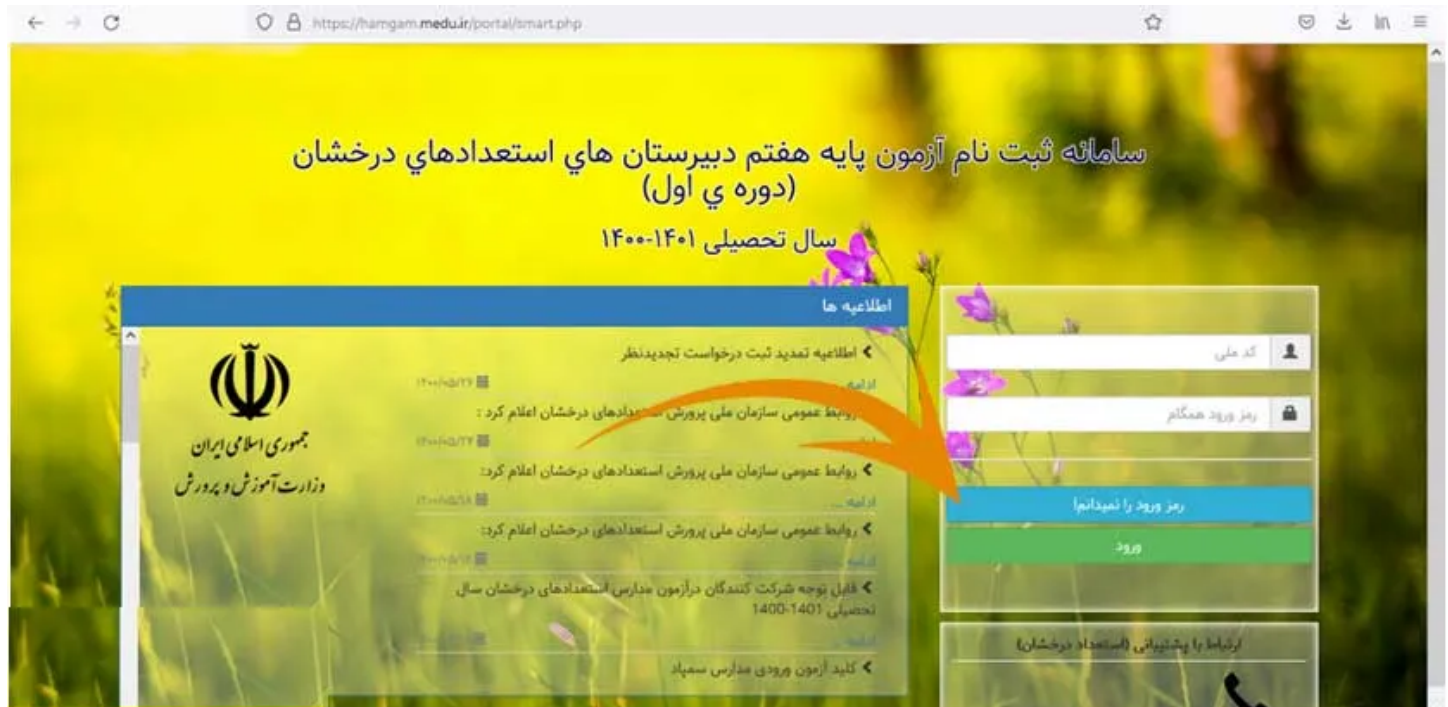 https://hamgam.medu.ir/portal/smart.php
سامانه ثبت نام آزمون پایه هفتم دبیرستان هاي استعدادهاي درخشان
(دوره ي اول)
سال تحصیلی ۱۴۰۱-۱۴۰۰
اطلاعیه ها
اطلاعیه تمدید ثبت درخواست تجدیدنظر
ادامه ...
روابط عمومی سازمان ملی پرورش استعدادهای درخشان اعلام کرد :
روابط عمومی سازمان ملی پرورش استعدادهای درخشان اعلام کرد:
ادامه ...
روابط عمومی سازمان ملی پرورش استعدادهای درخشان اعلام کرد:
ادامه ...
قابل توجه شرکت کنندگان درآزمون مدارس استعدادهای درخشان سال
تحصیلی 1401-1400
ادامه ...
کلید آزمون ورودی مدارس سمپاد
جمهوری اسلامی ایران
وزارت آموزش و پرورش
کد ملی
رمز ورود همگام
رمز ورود را نمیدانم!
ورود
ارتباط با پشتیبانی (استعداد درخشان)